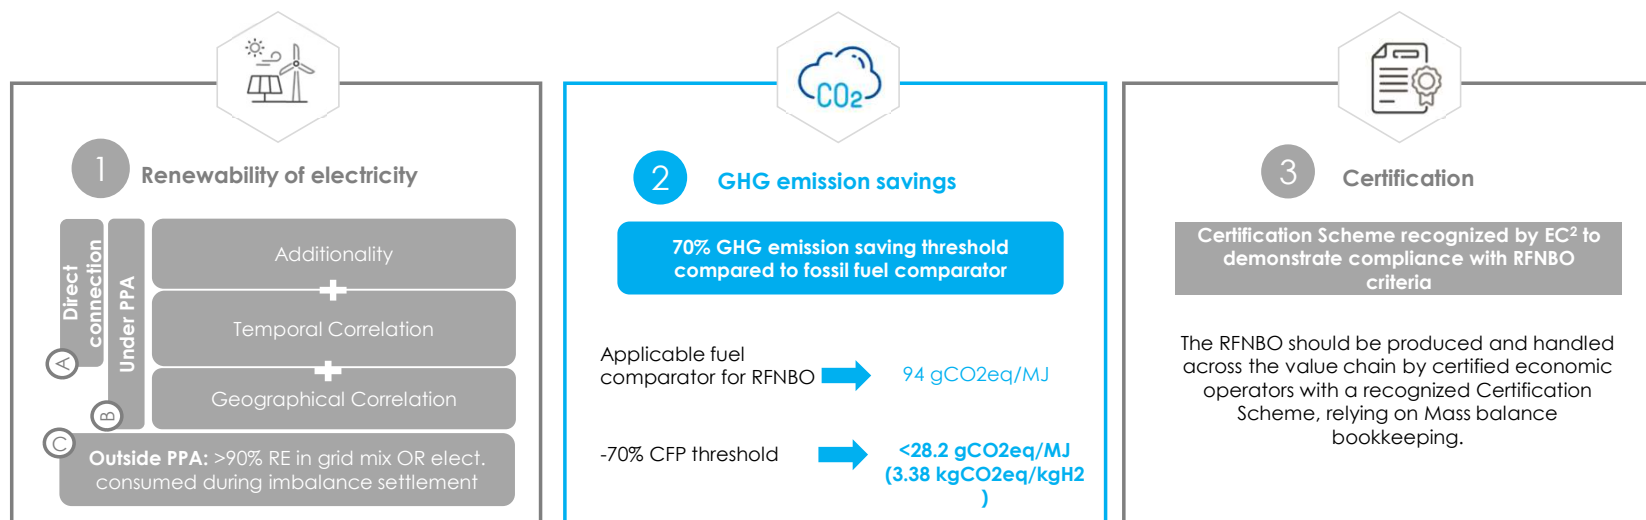 1
Renewability of electricity
Direct
connection
Under PPA
Additionality
+
Temporal Correlation
+
Geographical Correlation
A
B
C
Outside PPA: >90% RE in grid mix OR elect.
consumed during imbalance settlement
CO2
2
GHG emission savings
70% GHG emission saving threshold
compared to fossil fuel comparator
Applicable fuel
comparator for RFNBO
94 gCO2eq/MJ
-70% CFP threshold
<28.2 gCO2eq/MJ
(3.38 kgCO2eq/kgH2
)
3
Certification
Certification Scheme recognized by EC² to
demonstrate compliance with RFNBO
criteria
The RFNBO should be produced and handled
across the value chain by certified economic
operators with a recognized Certification
Scheme, relying on Mass balance
bookkeeping.